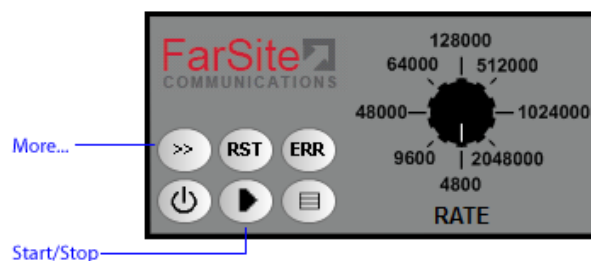 FarSite
COMMUNICATIONS
128000
64000 512000
48000 1024000
9600 2048000
4800
RATE
More...
>> RST ERR
Start/Stop